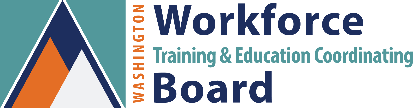 WASHINGTON
Workforce
Training & Education Coordinating
Board